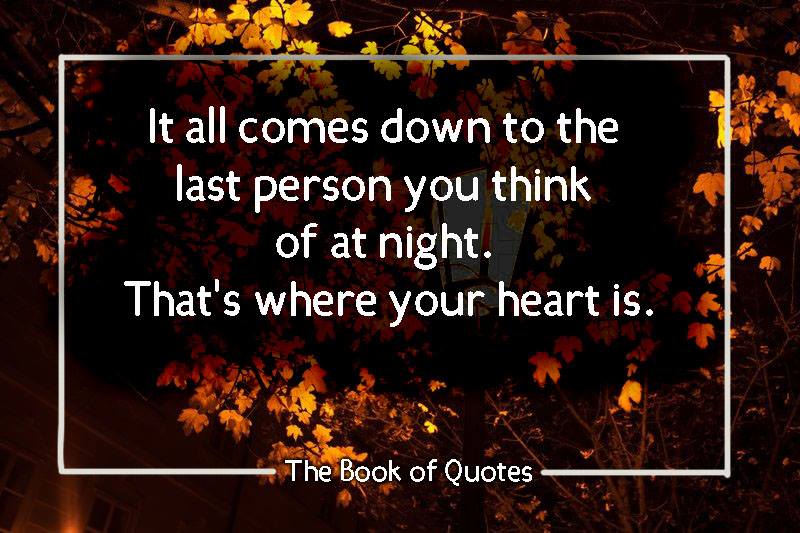 It all comes down to the
last person you think
of at night.
That's where your heart is.
The Book of Quotes